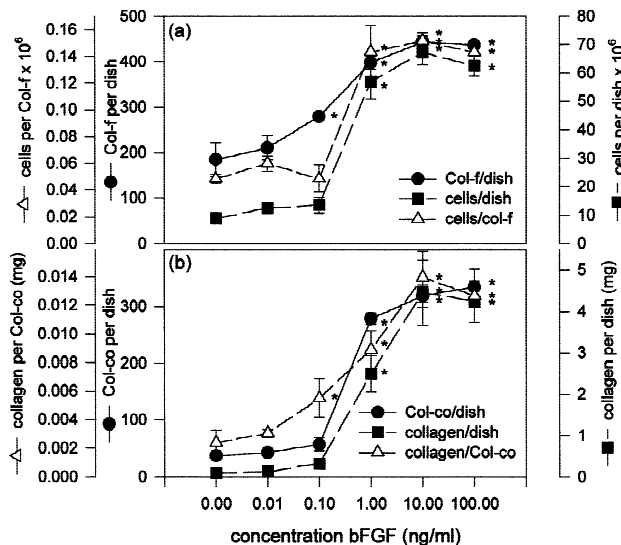 cells per Col-f x 10⁶
0.16
0.14
0.12
0.10
0.08
0.06
0.04
0.02
0.00
Col-f per dish
500
400
300
200
100
0
(a)
* * * * * * * * * *
Col-f/dish
cells/dish
cells/col-f
80
70
60
50
40
30
20
10
0
cells per dish x 10⁶
collagen per Col-co (mg)
0.014
0.012
0.010
0.008
0.006
0.004
0.002
0.000
Col-co per dish
300
200
100
0
(b)
* * * * * * * * * *
Col-co/dish
collagen/dish
collagen/Col-co
5
4
3
2
1
0
collagen per dish (mg)
0.00 0.01 0.10 1.00 10.00 100.00
concentration bFGF (ng/ml)